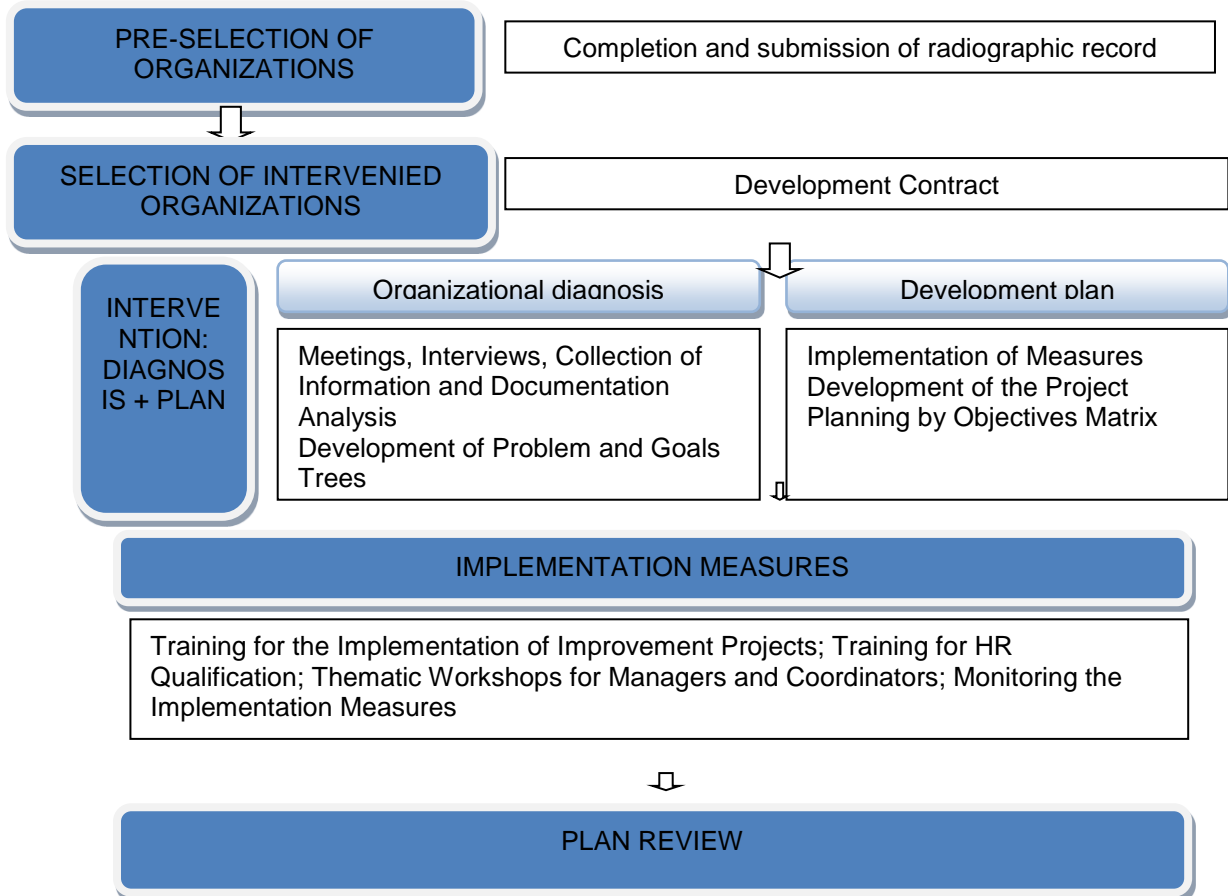 PRE-SELECTION OF
ORGANIZATIONS
Completion and submission of radiographic record
SELECTION OF INTERVENIED
ORGANIZATIONS
Development Contract
INTERVE
NTION:
DIAGNOS
IS + PLAN
Organizational diagnosis
Development plan
Meetings, Interviews, Collection of
Information and Documentation
Analysis
Development of Problem and Goals
Trees
Implementation of Measures
Development of the Project
Planning by Objectives Matrix
IMPLEMENTATION MEASURES
Training for the Implementation of Improvement Projects; Training for HR
Qualification; Thematic Workshops for Managers and Coordinators; Monitoring the
Implementation Measures
PLAN REVIEW